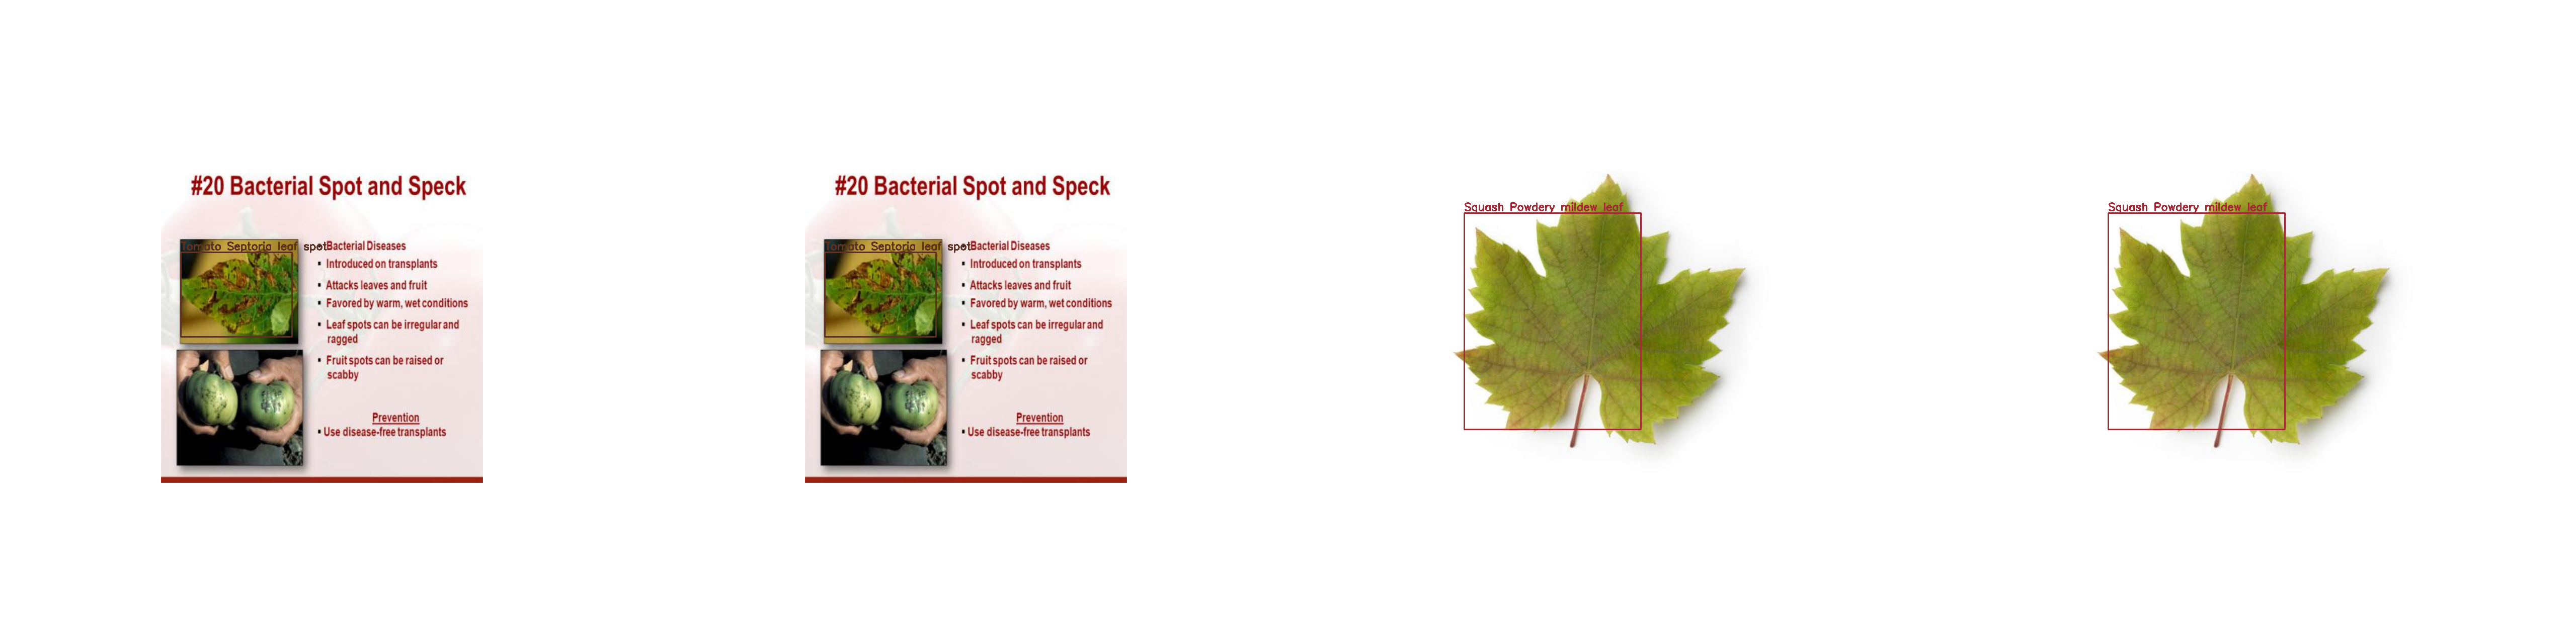 #20 Bacterial Spot and Speck
Tomato Septoria leaf spot
Bacterial Diseases
Introduced on transplants
Attacks leaves and fruit
Favored by warm, wet conditions
Leaf spots can be irregular and
ragged
Fruit spots can be raised or
scabby
Prevention
Use disease-free transplants
#20 Bacterial Spot and Speck
Tomato Septoria leaf spot
Bacterial Diseases
Introduced on transplants
Attacks leaves and fruit
Favored by warm, wet conditions
Leaf spots can be irregular and
ragged
Fruit spots can be raised or
scabby
Prevention
Use disease-free transplants
Squash Powdery mildew leaf
Squash Powdery mildew leaf